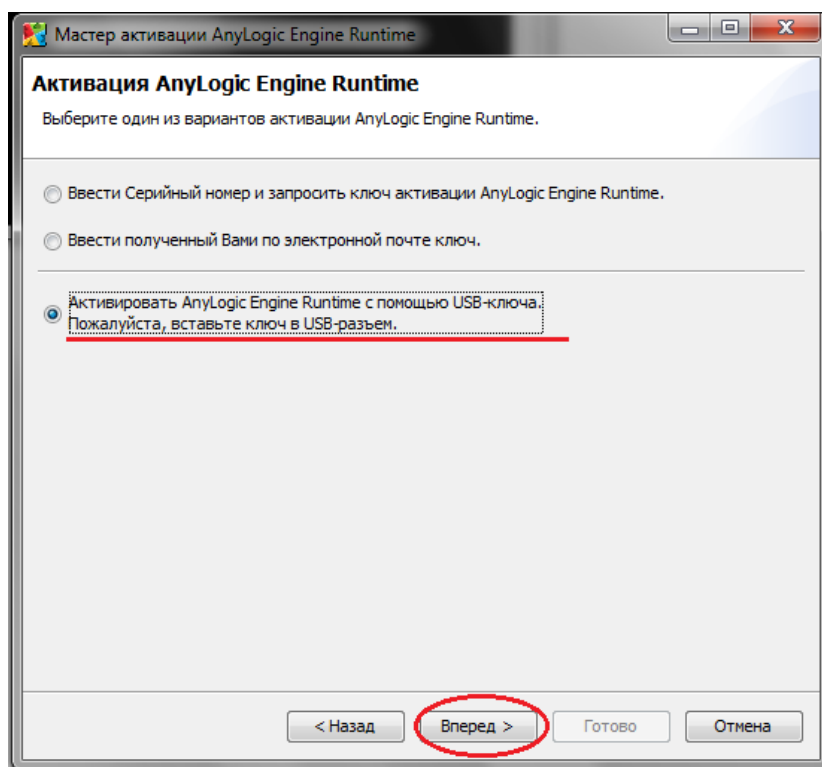 Мастер активации AnyLogic Engine Runtime
Активация AnyLogic Engine Runtime
Выберите один из вариантов активации AnyLogic Engine Runtime.
Ввести Серийный номер и запросить ключ активации AnyLogic Engine Runtime.
Ввести полученный Вами по электронной почте ключ.
Активировать AnyLogic Engine Runtime с помощью USB-ключа.
Пожалуйста, вставьте ключ в USB-разъем.
< Назад Вперед > Готово Отмена